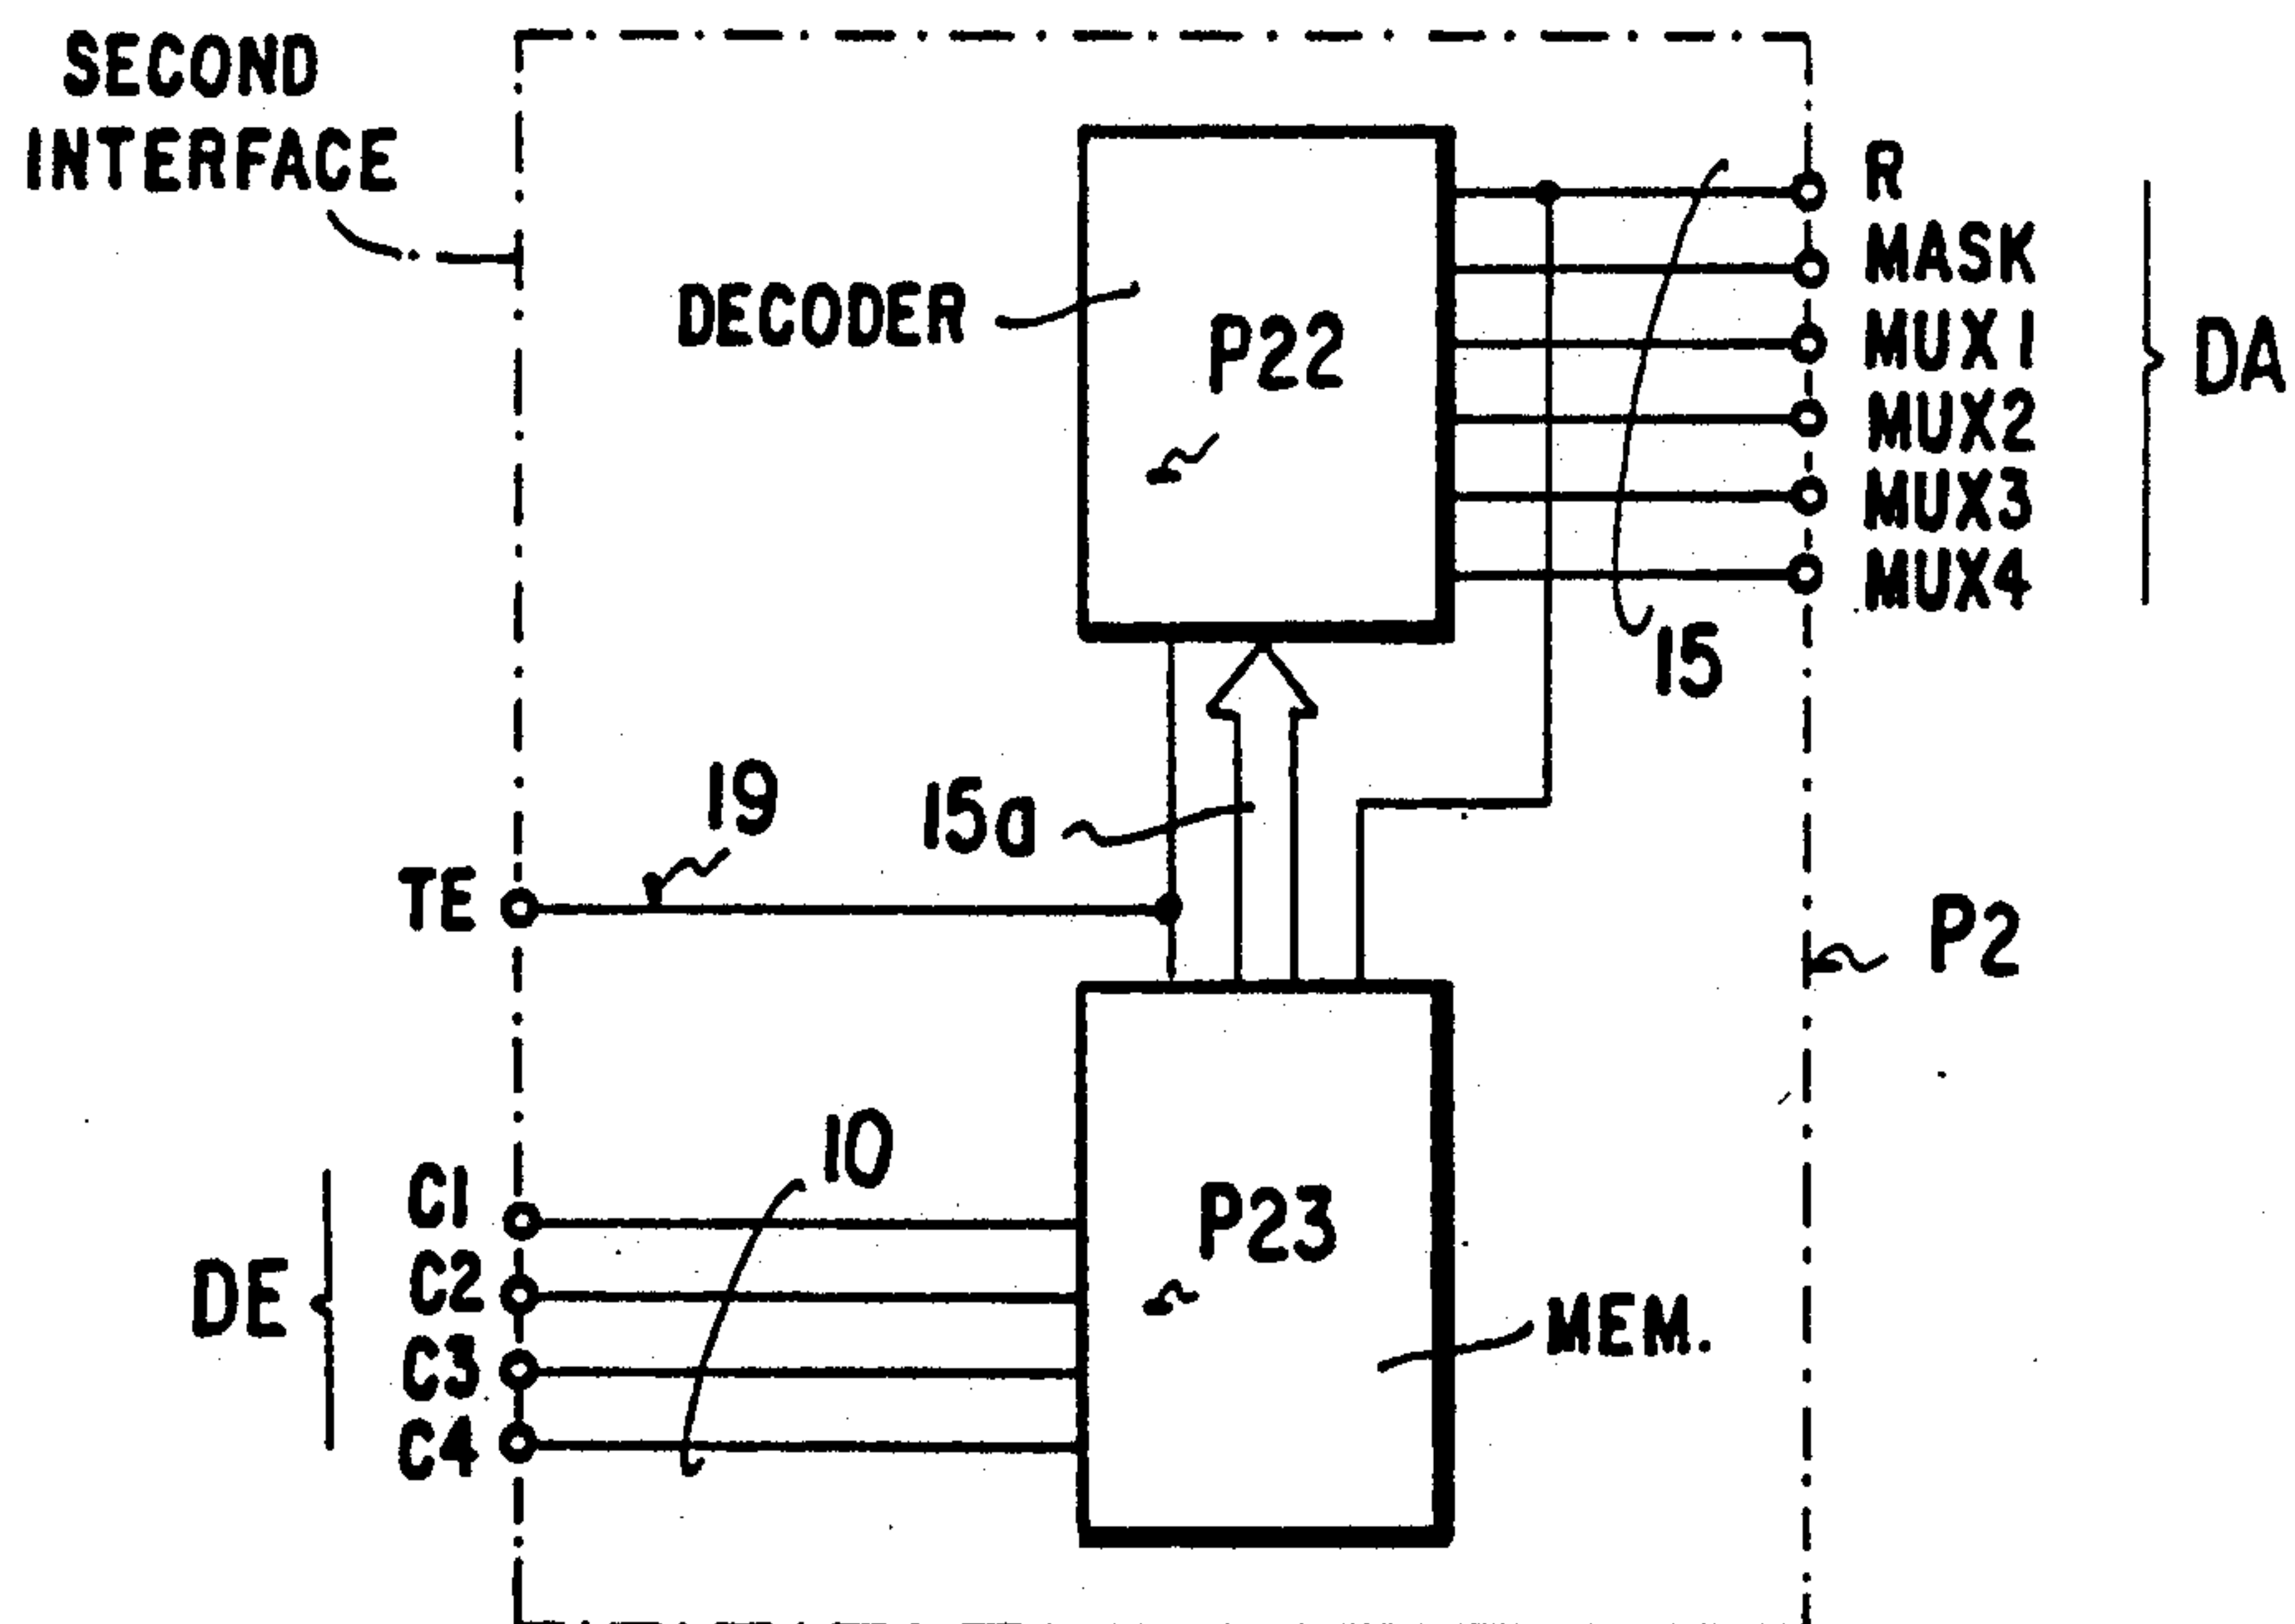 SECOND
INTERFACE
DECODER
P22
R
MASK
MUX1
MUX2
MUX3
MUX4
DA
15
19
15a
TE
P2
10
C1
C2
C3
C4
DE
P23
MEM.